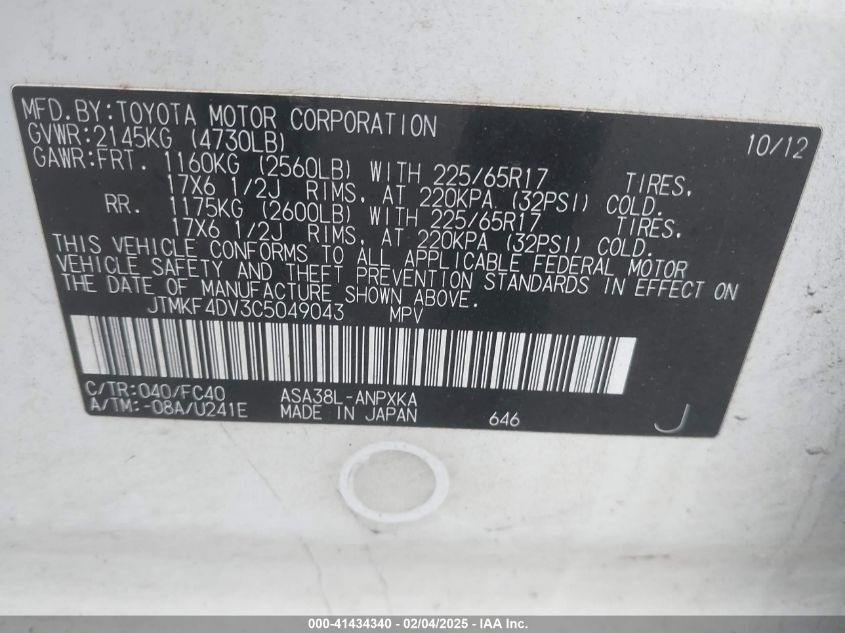 MFD.BY:TOYOTA MOTOR CORPORATION 10/12
GVWR:2145KG (4730LB)
GAWR:FRT. 1160KG (2560LB) WITH 225/65R17 TIRES,
17X6 1/2J RIMS, AT 220KPA (32PSI) COLD.
RR. 1175KG (2600LB) WITH 225/65R17 TIRES,
17X6 1/2J RIMS, AT 220KPA (32PSI) COLD.
THIS VEHICLE CONFORMS TO ALL APPLICABLE FEDERAL MOTOR
VEHICLE SAFETY AND THEFT PREVENTION STANDARDS IN EFFECT ON
THE DATE OF MANUFACTURE SHOWN ABOVE.
JTMKF4DV3C5049043 MPV
C/TR:040/FC40 ASA38L-ANPXKA
A/TM:-08A/U241E MADE IN JAPAN 646 J
000-41434340 - 02/04/2025 - IAA Inc.